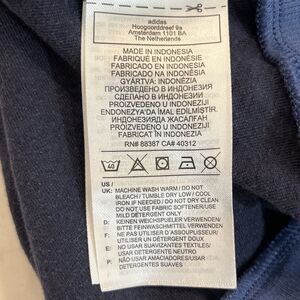 adidas
Hoogoorddreef 9a
Amsterdam 1101 BA
The Netherlands
MADE IN INDONESIA
FABRIQUÉ EN INDONÉSIE
FABRICADO EN INDONESIA
FABRICADO NA INDONÉSIA
GYÁRTVA: INDONÉZIA
ПРОИЗВЕДЕНО В ИНДОНЕЗИЯ
СДЕЛАНО В ИНДОНЕЗИИ
PROIZVEDENO U INDONEZIJI
ENDONEZYA'DA İMAL EDİLMİŞTİR.
ИНДОНЕЗИЯДА ЖАСАЛҒАН
PROIZVEDENO U INDONEZIJI
FABRICAT ÎN INDONEZIA
RN# 88387 CA# 40312
40
US /
UK: MACHINE WASH WARM / DO NOT
BLEACH / TUMBLE DRY LOW / COOL
IRON IF NEEDED / DO NOT DRY CLEAN
DO NOT USE FABRIC SOFTENER/USE
MILD DETERGENT ONLY
D: KEINEN WEICHSPUELER VERWENDEN/
BITTE FEINWASCHMITTEL VERWENDEN
F: NE PAS UTILISER D'ASSOUPLISSEUR/
UTILISER UN DETERGENT DOUX
E: NO USAR SUAVIZANTES TEXTILES/
USAR DETERGENTE NEUTRO
P: NÃO USAR AMACIADORES/USAR
DETERGENTES SUAVES